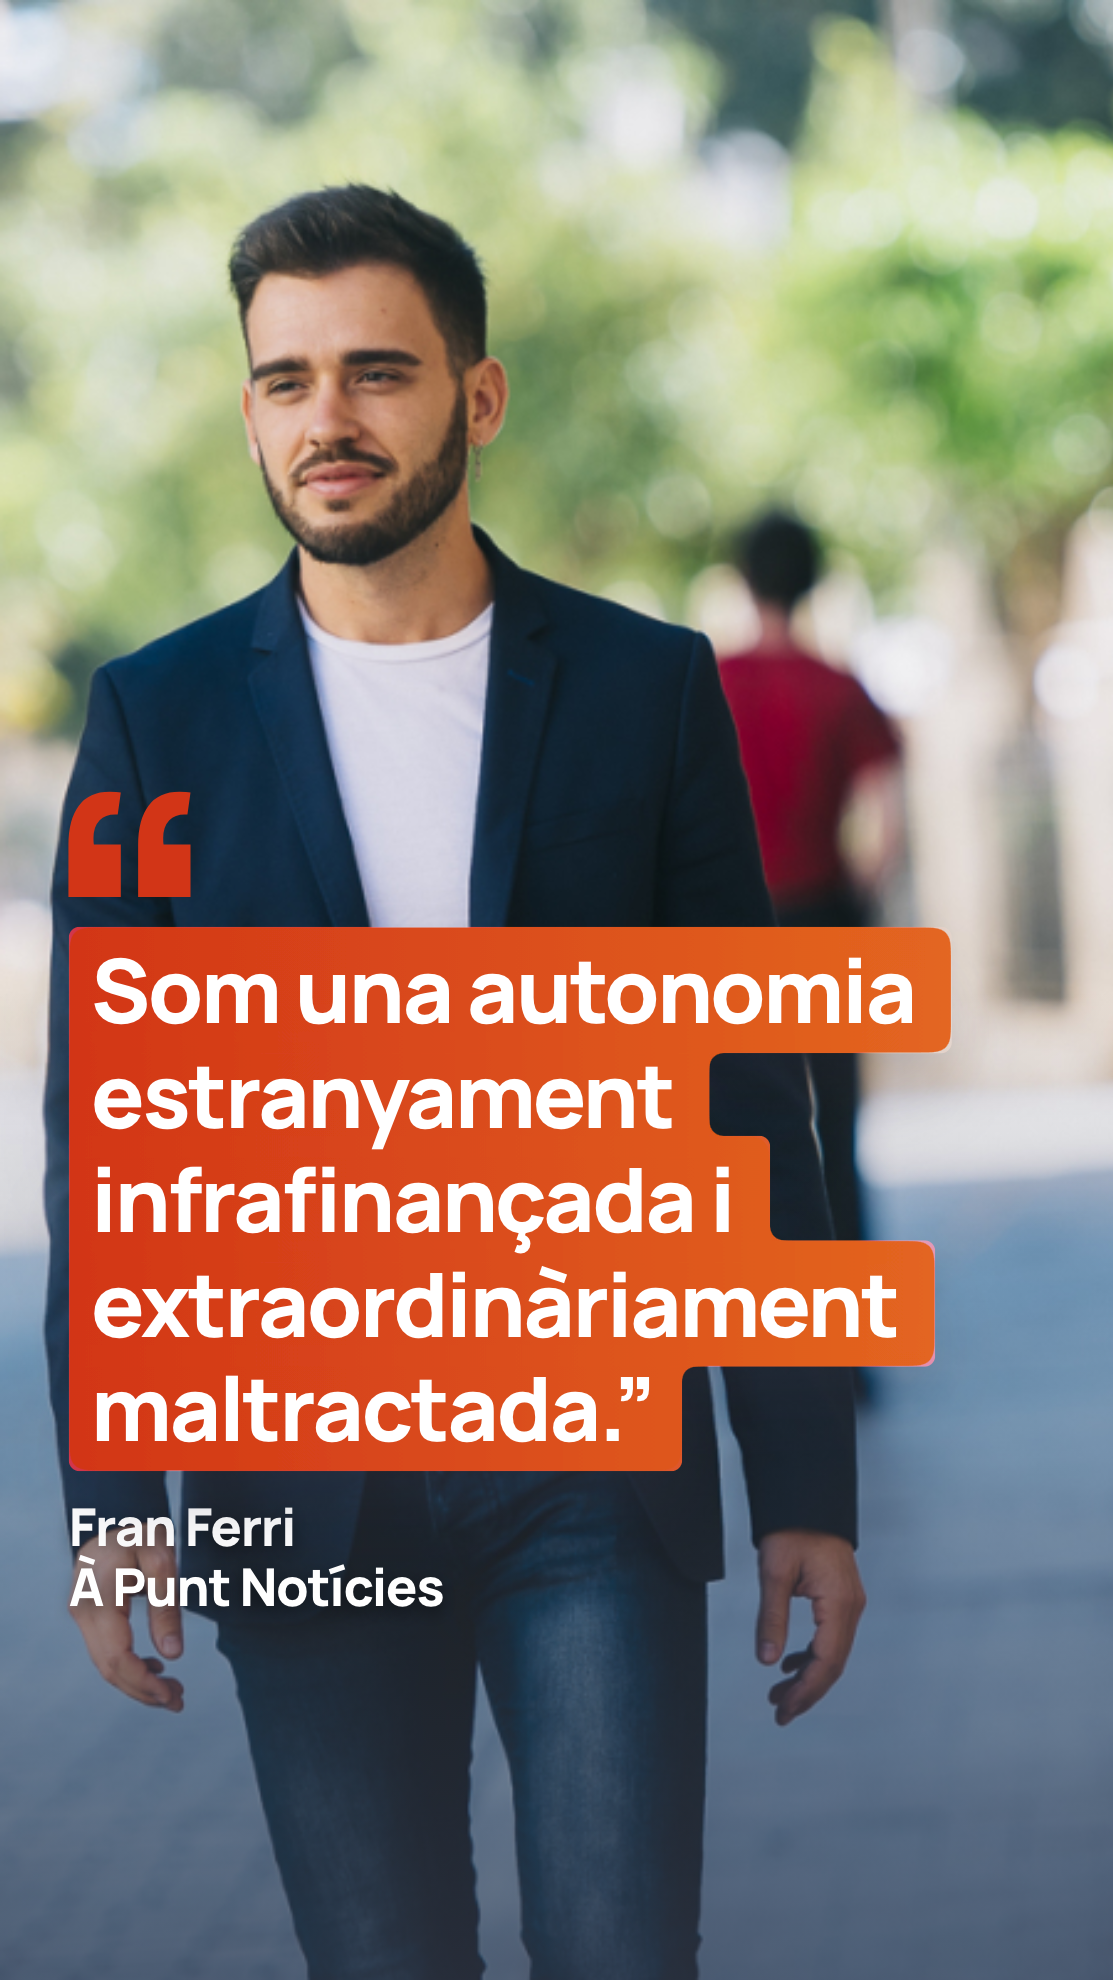 “
Som una autonomia
estranyament
infrafinançada i
extraordinàriament
maltractada.”
Fran Ferri
À Punt Notícies